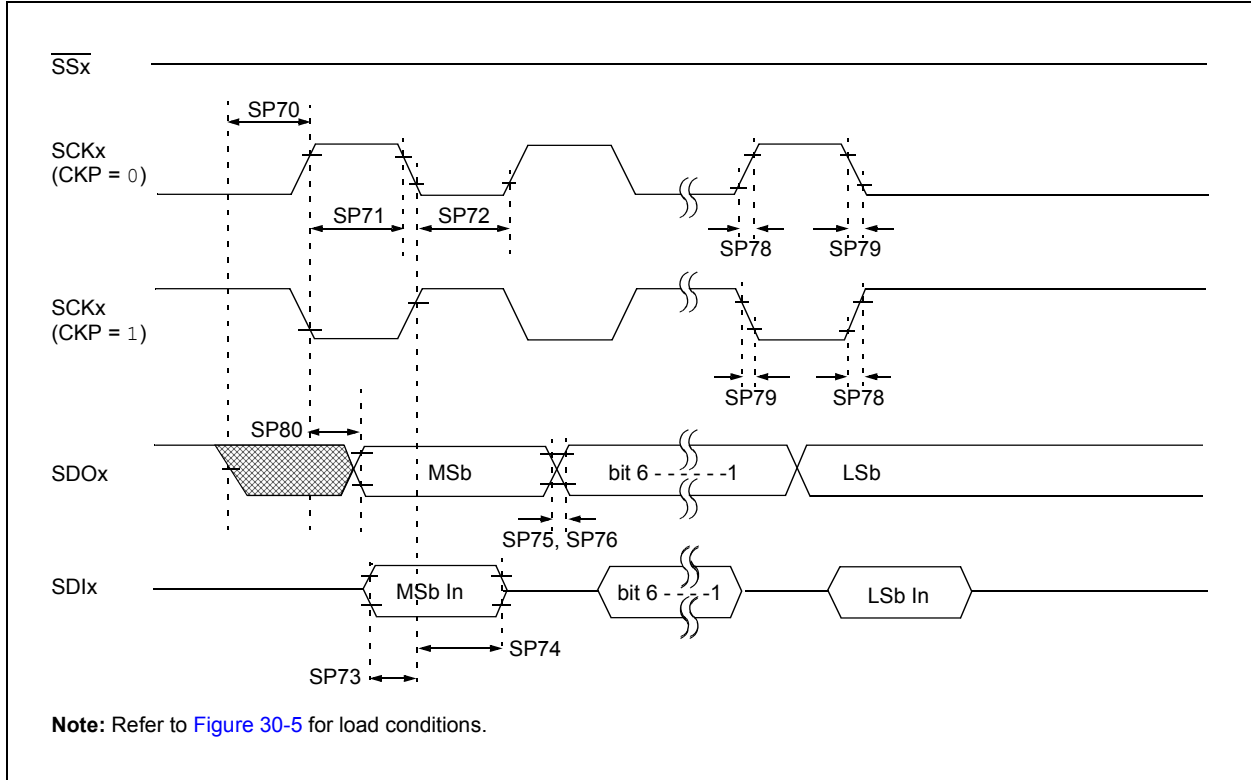 SSx
SP70
SCKx
(CKP = 0)
SP71
SP72
SP78
SP79
SCKx
(CKP = 1)
SP79
SP78
SP80
SDOx
MSb
bit 6 - - - - - -1
LSb
SP75, SP76
SDIx
MSb In
bit 6 - - - -1
LSb In
SP74
SP73
Note: Refer to Figure 30-5 for load conditions.